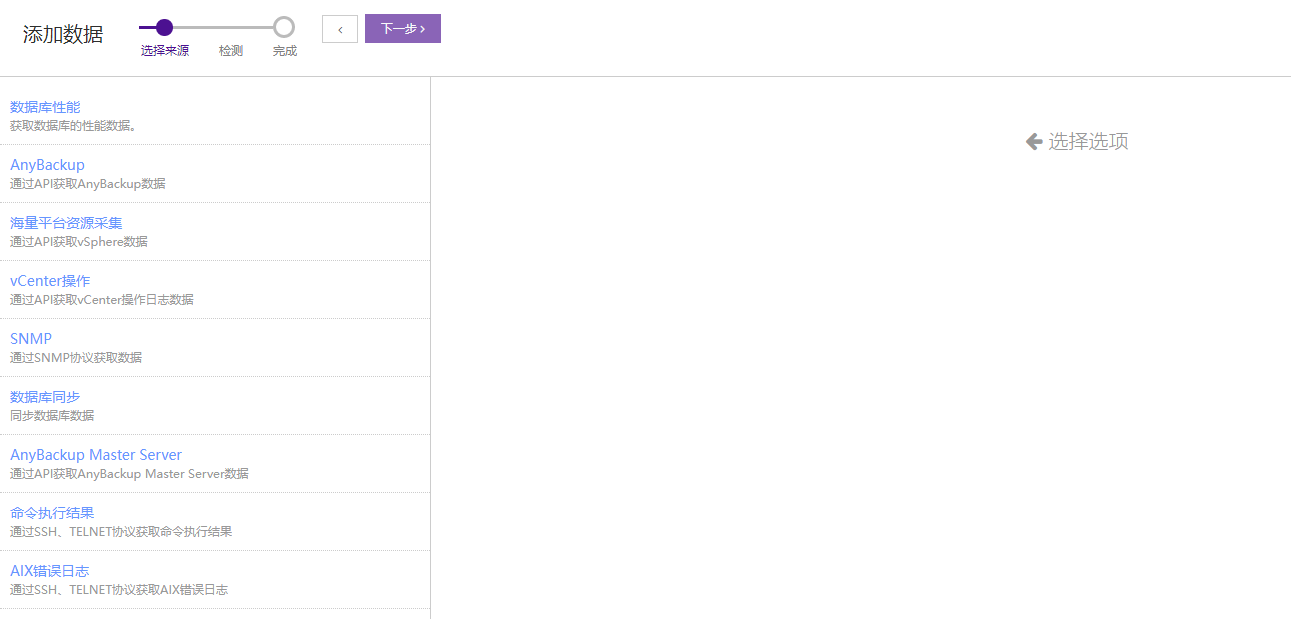 添加数据
选择来源
检测
完成
‹
下一步 ›
数据库性能
获取数据库的性能数据。
AnyBackup
通过API获取AnyBackup数据
海量平台资源采集
通过API获取vSphere数据
vCenter操作
通过API获取vCenter操作日志数据
SNMP
通过SNMP协议获取数据
数据库同步
同步数据库数据
AnyBackup Master Server
通过API获取AnyBackup Master Server数据
命令执行结果
通过SSH、TELNET协议获取命令执行结果
AIX错误日志
通过SSH、TELNET协议获取AIX错误日志
选择选项